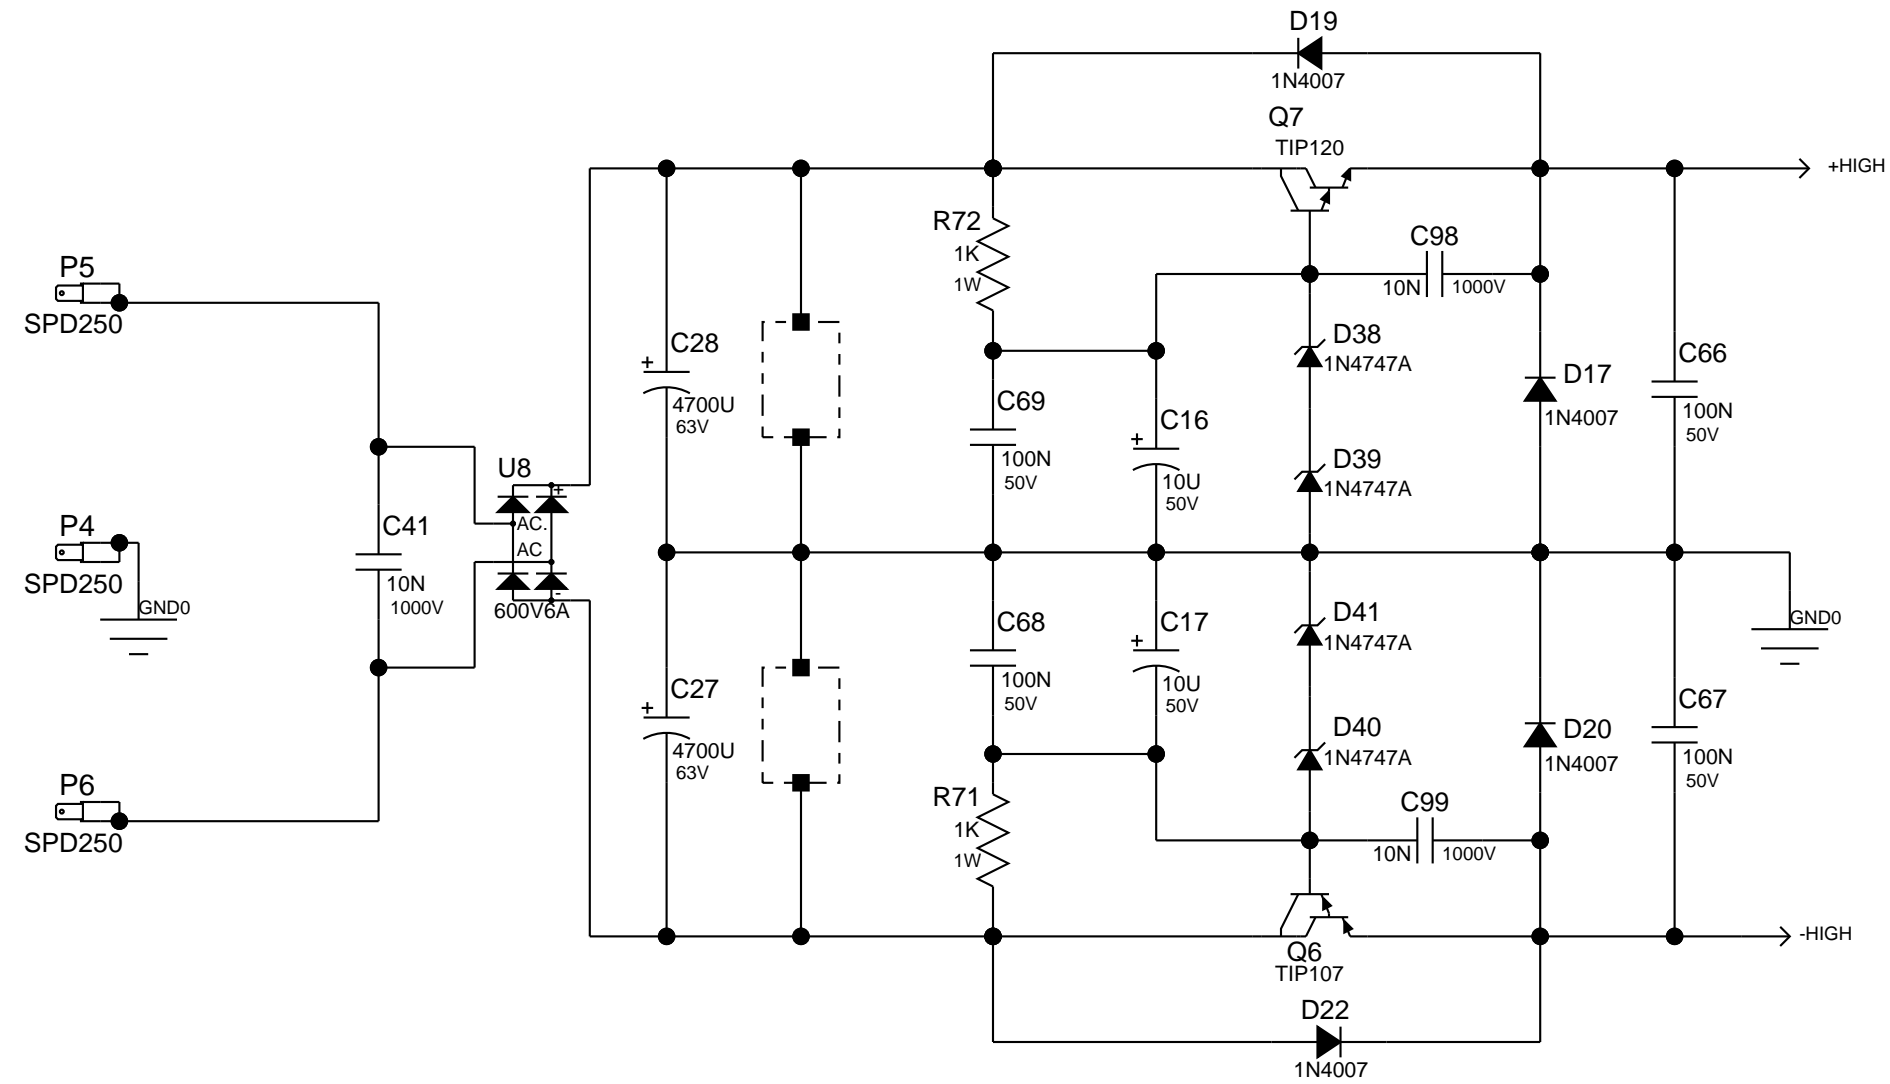 D19
1N4007
Q7
TIP120
+HIGH
R72
1K
1W
C98
10N
1000V
P5
SPD250
C28
+
4700U
63V
D38
1N4747A
C66
100N
50V
D17
1N4007
C69
100N
50V
C16
+
10U
50V
D39
1N4747A
U8
+
AC.
AC
-
600V6A
P4
SPD250
GND0
C41
10N
1000V
C68
100N
50V
C17
+
10U
50V
D41
1N4747A
GND0
C27
+
4700U
63V
C67
100N
50V
D40
1N4747A
D20
1N4007
P6
SPD250
R71
1K
1W
C99
10N
1000V
-HIGH
Q6
TIP107
D22
1N4007